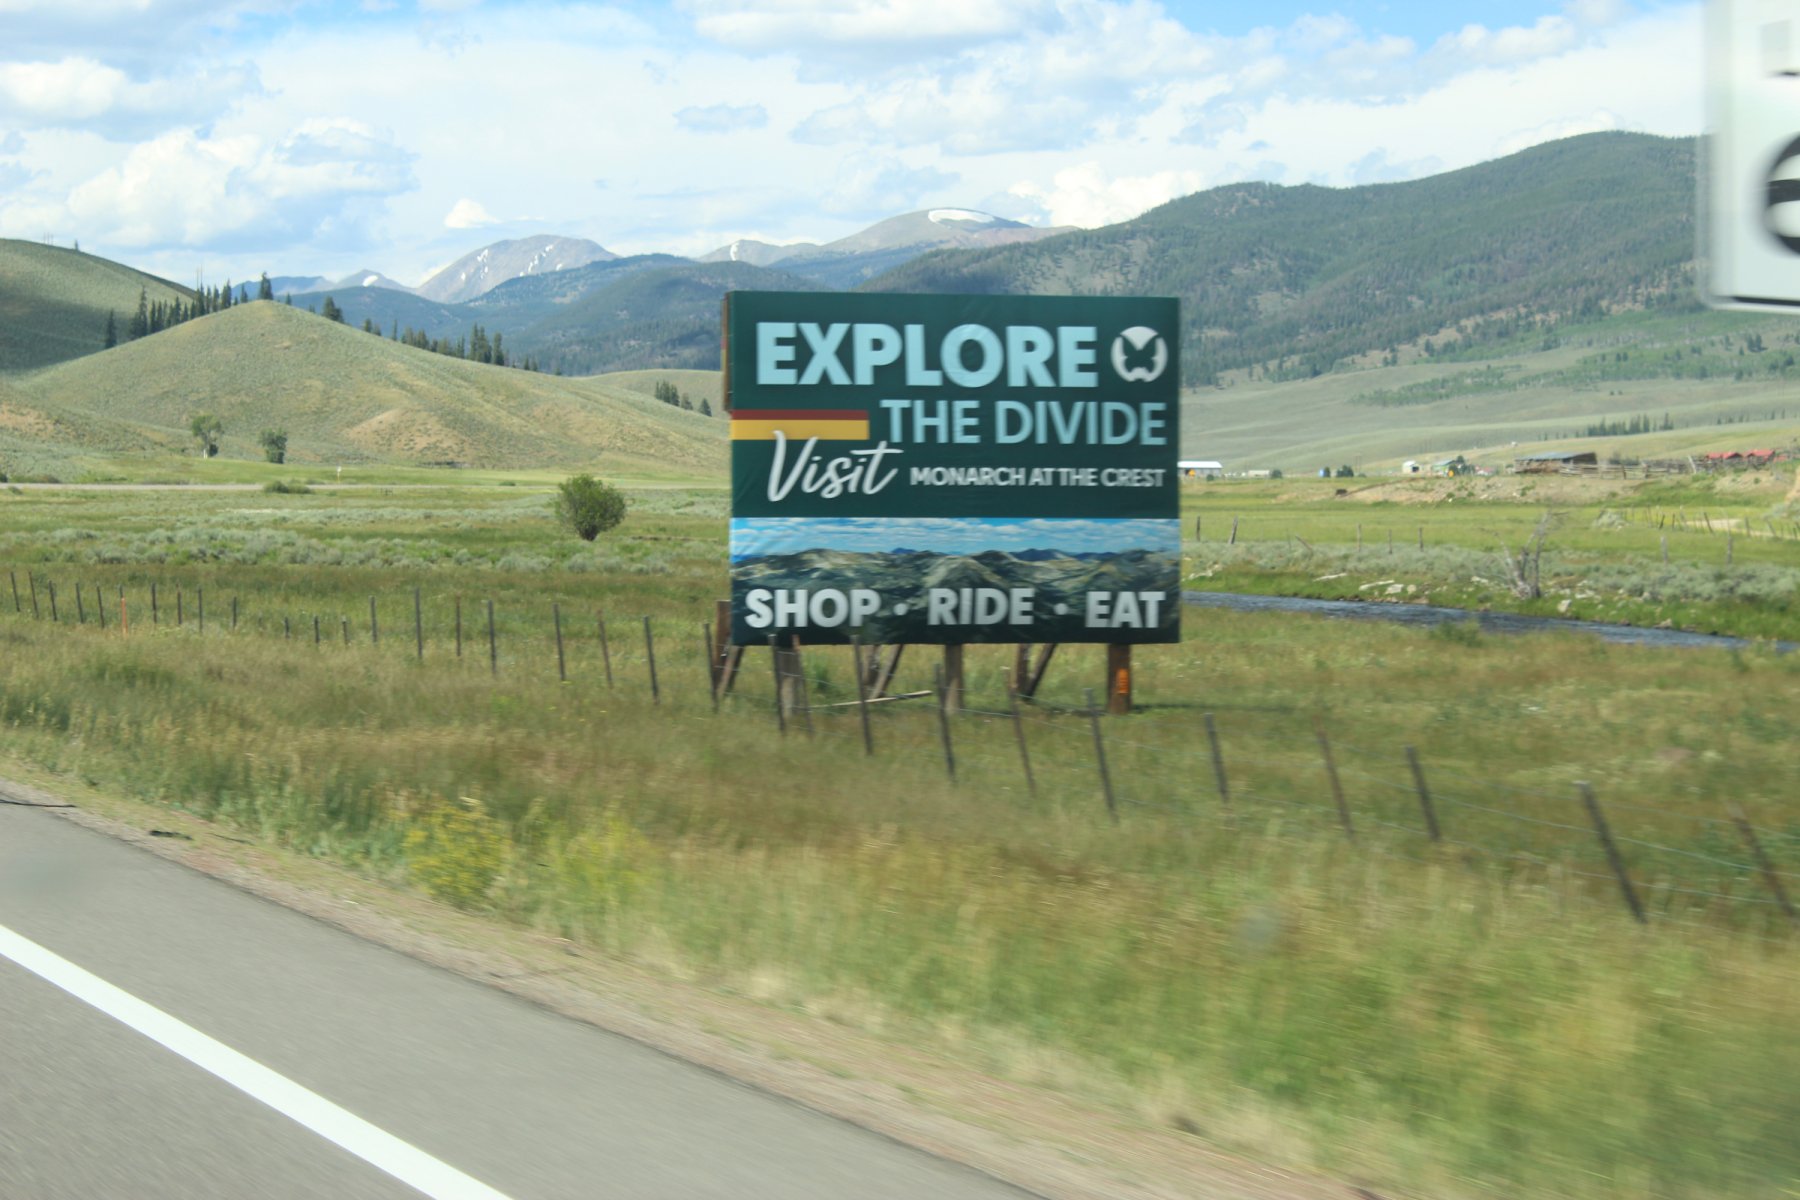 EXPLORE
THE DIVIDE
Visit MONARCH AT THE CREST
SHOP · RIDE · EAT